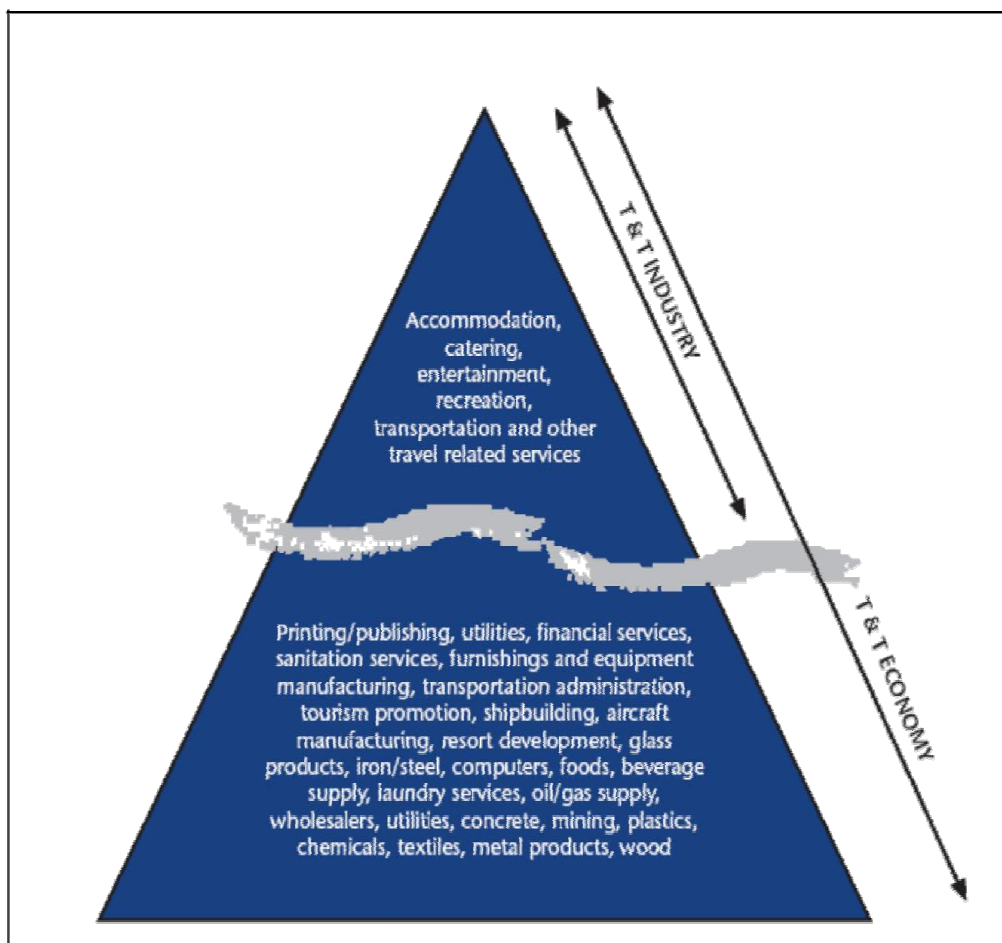 T & T INDUSTRY
T & T ECONOMY
Accommodation,
catering,
entertainment,
recreation,
transportation and other
travel related services
Printing/publishing, utilities, financial services,
sanitation services, furnishings and equipment
manufacturing, transportation administration,
tourism promotion, shipbuilding, aircraft
manufacturing, resort development, glass
products, iron/steel, computers, foods, beverage
supply, laundry services, oil/gas supply,
wholesalers, utilities, concrete, mining, plastics,
chemicals, textiles, metal products, wood